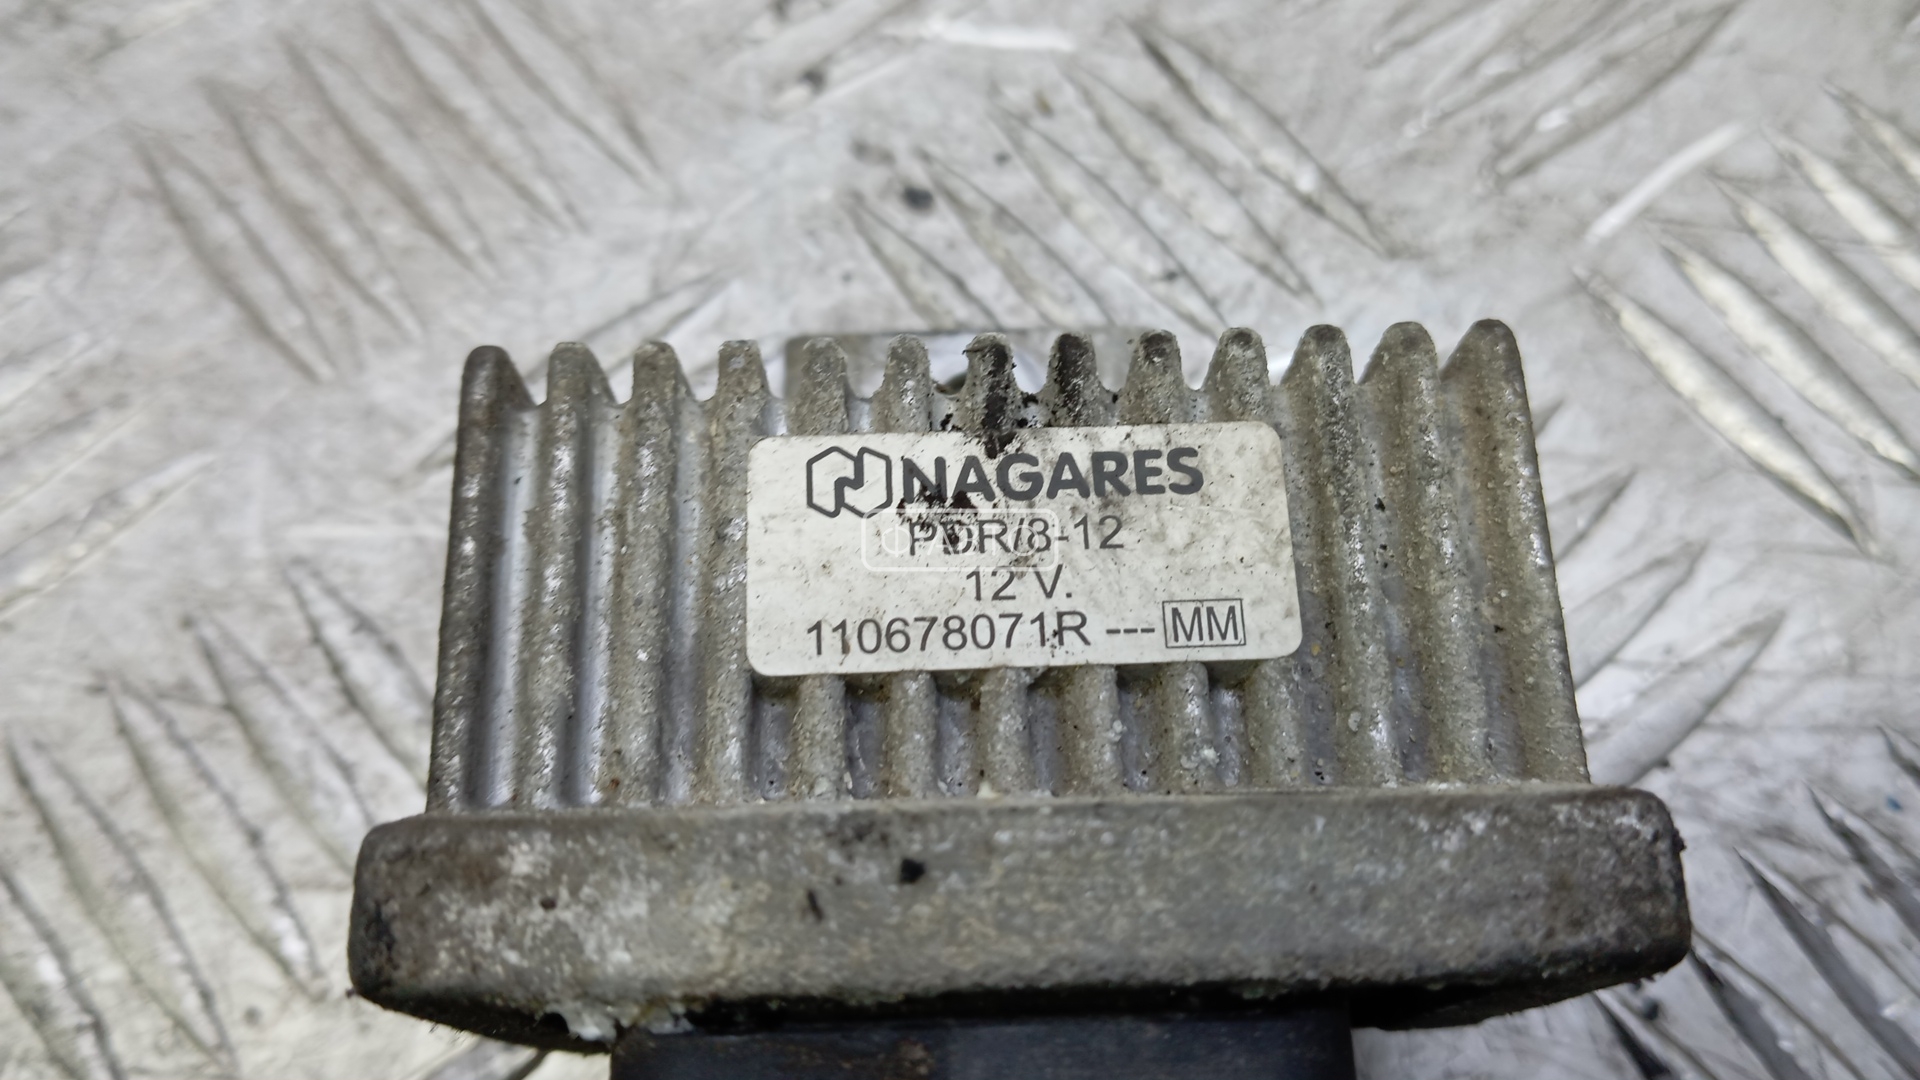 NAGARES
PDR/8-12
12 V.
110678071R --- MM